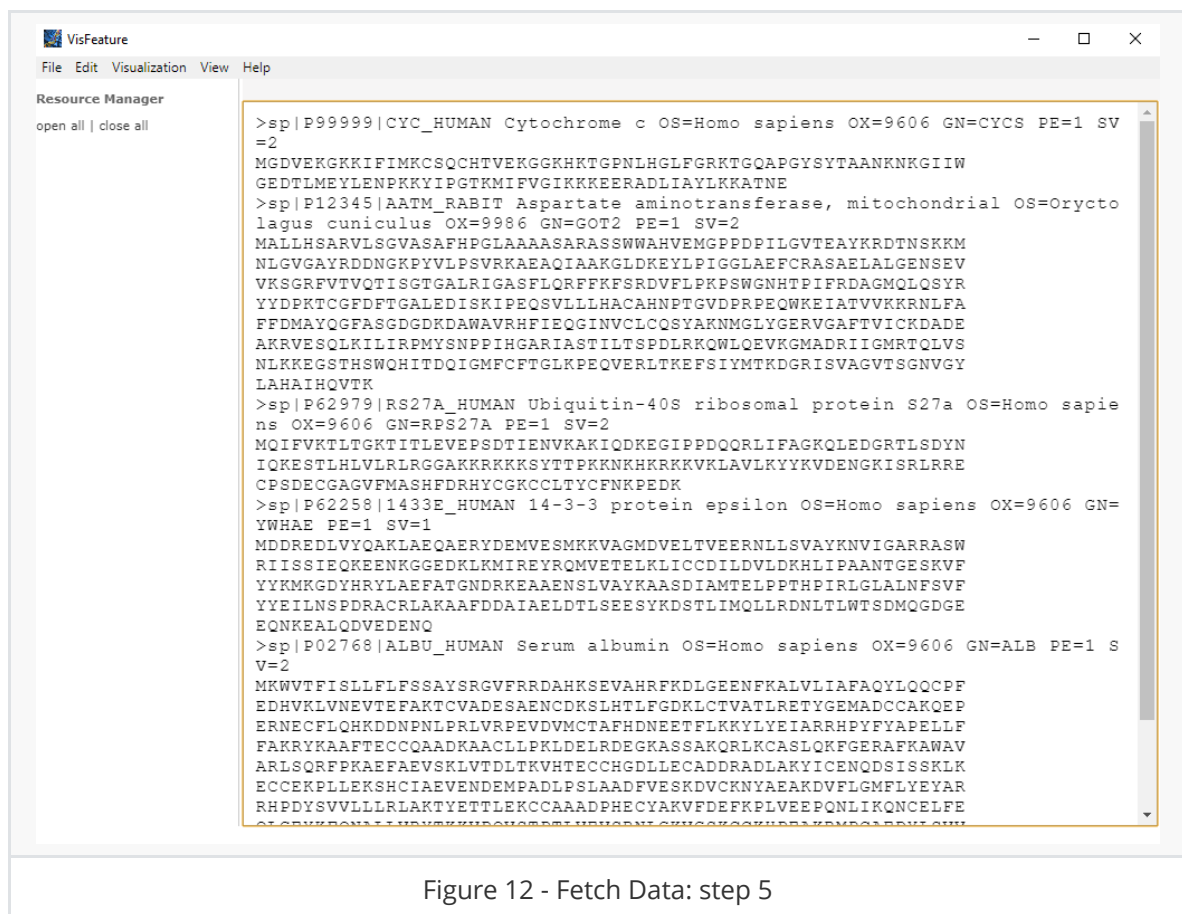 VisFeature
File Edit Visualization View Help
Resource Manager
open all | close all
>sp|P99999|CYC_HUMAN Cytochrome c OS=Homo sapiens OX=9606 GN=CYCS PE=1 SV
=2
MGDVEKGKKIFIMKCSQCHTVEKGGKHKTGPNLHGLFGRKTGQAPGYSYTAANKNKGIIW
GEDTLMEYLENPKKYIPGTKMIFVGIKKKEERADLIAYLKKATNE
>sp|P12345|AATM_RABIT Aspartate aminotransferase, mitochondrial OS=Orycto
lagus cuniculus OX=9986 GN=GOT2 PE=1 SV=2
MALLHSARVLSGVASAFHPGLAAAASARASSWWAHVEMGPPDPILGVTEAYKRDTNSKKM
NLGVGAYRDDNGKPYVLPSVRKAEAQIAAKGLDKEYLPIGGLAEFCRASAELALGENSEV
VKSGRFVTVQTISGTGALRIGASFLQRFFKFSRDVFLPKPSWGNHTPIFRDAGMQLQSYR
YYDPKTCGFDFTGALEDISKIPEQSVLLLHACAHNPTGVDPRPEQWKEIATVVKKRNLFA
FFDMAYQGFASGDGDKDAWAVRHFIEQGINVCLCQSYAKNMGLYGERVGAFTVICKDADE
AKRVESQLKILIRPMYSNPPIHGARIASTILTSPDLRKQWLQEVKGMADRIIGMRTQLVS
NLKKEGSTHSWQHITDQIGMFCFTGLKPEQVERLTKEFSIYMTKDGRISVAGVTSGNVGY
LAHAIHQVTK
>sp|P62979|RS27A_HUMAN Ubiquitin-40S ribosomal protein S27a OS=Homo sapie
ns OX=9606 GN=RPS27A PE=1 SV=2
MQIFVKTLTGKTITLEVEPSDTIENVKAKIQDKEGIPPDQQRLIFAGKQLEDGRTLSDYN
IQKESTLHLVLRLRGGAKKRKKKSYTTPKKNKHKRKKVKLAVLKYYKVDENGKISRLRRE
CPSDECGAGVFMASHFDRHYCGKCCLTYCFNKPEDK
>sp|P62258|1433E_HUMAN 14-3-3 protein epsilon OS=Homo sapiens OX=9606 GN=
YWHAE PE=1 SV=1
MDDREDLVYQAKLAEQAERYDEMVESMKKVAGMDVELTVEERNLLSVAYKNVIGARRASW
RIISSIEQKEENKGGEDKLKMIREYRQMVETELKLICCDILDVLDKHLIPAANTGESKVF
YYKMKGDYHRYLAEFATGNDRKEAAENSLVAYKAASDIAMTELPPTHPIRLGLALNFSVF
YYEILNSPDRACRLAKAAFDDAIAELDTLSEESYKDSTLIMQLLRDNLTLWTSDMQGDGE
EQNKEALQDVEDENQ
>sp|P02768|ALBU_HUMAN Serum albumin OS=Homo sapiens OX=9606 GN=ALB PE=1 S
V=2
MKWVTFISLLFLFSSAYSRGVFRRDAHKSEVAHRFKDLGEENFKALVLIAFAQYLQQCPF
EDHVKLVNEVTEFAKTCVADESAENCDKSLHTLFGDKLCTVATLRETYGEMADCCAKQEP
ERNECFLQHKDDNPNLPRLVRPEVDVMCTAFHDNEETFLKKYLYEIARRHPYFYAPELLF
FAKRYKAAFTECCQAADKAACLLPKLDELRDEGKASSAKQRLKCASLQKFGERAFKAWAV
ARLSQRFPKAEFAEVSKLVTDLTKVHTECCHGDLLECADDRADLAKYICENQDSISSKLK
ECCEKPLLEKSHCIAEVENDEMPADLPSLAADFVESKDVCKNYAEAKDVFLGMFLYEYAR
RHPDYSVVLLLRLAKTYETTLEKCCAAADPHECYAKVFDEFKPLVEEPQNLIKQNCELFE
Figure 12 - Fetch Data: step 5